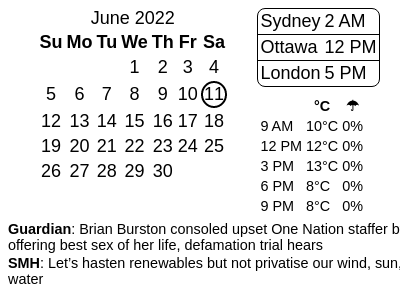 June 2022
Su Mo Tu We Th Fr Sa
1 2 3 4
5 6 7 8 9 10 11
12 13 14 15 16 17 18
19 20 21 22 23 24 25
26 27 28 29 30
Sydney 2 AM
Ottawa 12 PM
London 5 PM
°C ☂
9 AM 10°C 0%
12 PM 12°C 0%
3 PM 13°C 0%
6 PM 8°C 0%
9 PM 8°C 0%
Guardian: Brian Burston consoled upset One Nation staffer b
offering best sex of her life, defamation trial hears
SMH: Let's hasten renewables but not privatise our wind, sun,
water